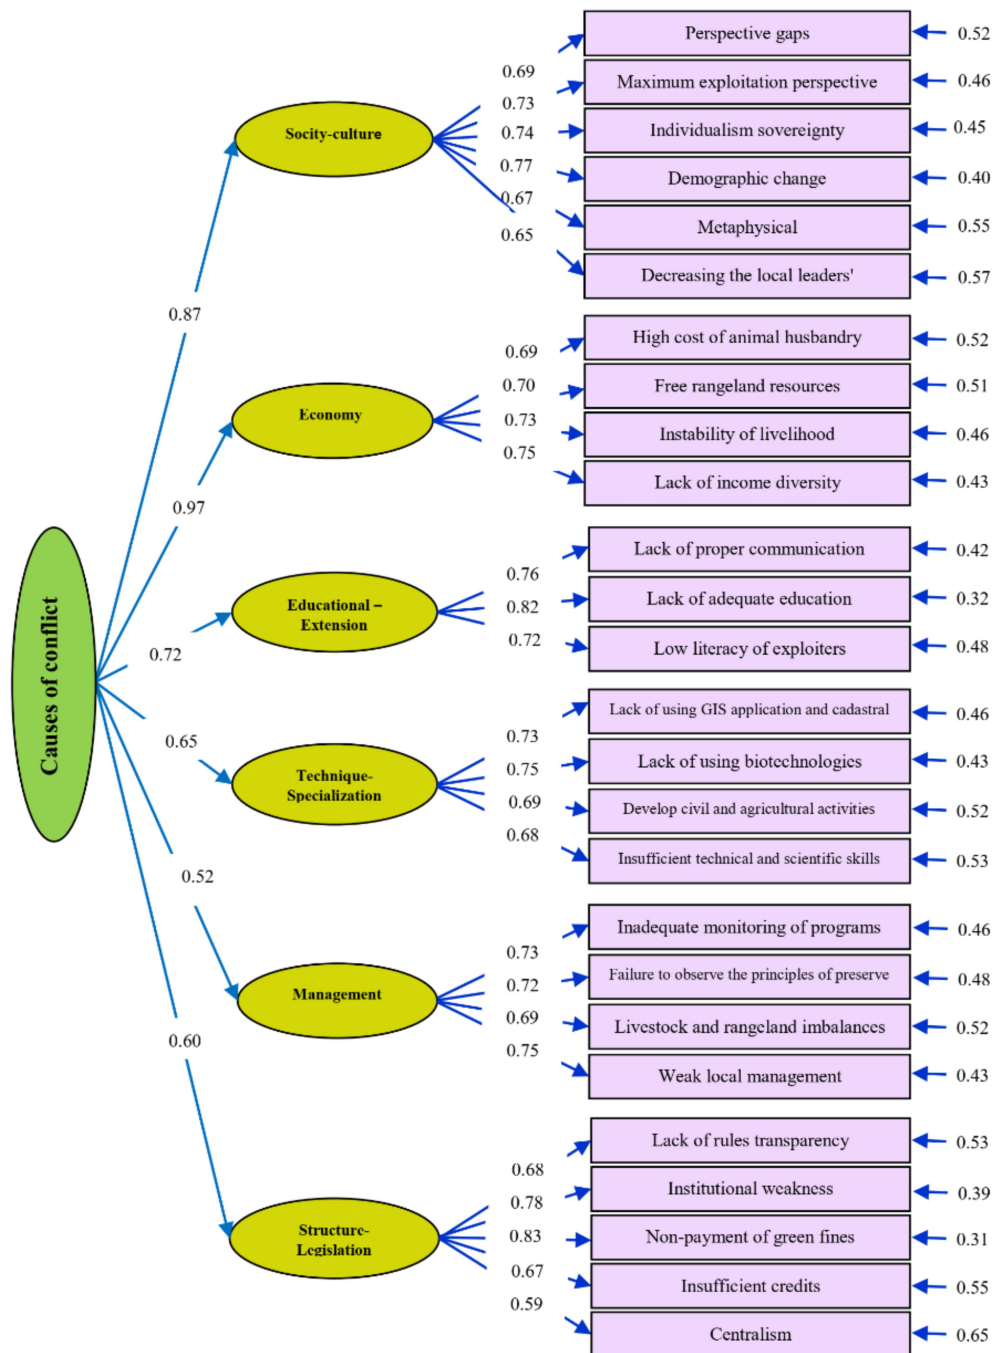 Causes of conflict
0.87
0.97
0.72
0.65
0.52
0.60
Socity-culture
0.69
0.73
0.74
0.77
0.67
0.65
Perspective gaps
0.52
Maximum exploitation perspective
0.46
Individualism sovereignty
0.45
Demographic change
0.40
Metaphysical
0.55
Decreasing the local leaders'
0.57
Economy
0.69
0.70
0.73
0.75
High cost of animal husbandry
0.52
Free rangeland resources
0.51
Instability of livelihood
0.46
Lack of income diversity
0.43
Educational –
Extension
0.76
0.82
0.72
Lack of proper communication
0.42
Lack of adequate education
0.32
Low literacy of exploiters
0.48
Technique-
Specialization
0.73
0.75
0.69
0.68
Lack of using GIS application and cadastral
0.46
Lack of using biotechnologies
0.43
Develop civil and agricultural activities
0.52
Insufficient technical and scientific skills
0.53
Management
0.73
0.72
0.69
0.75
Inadequate monitoring of programs
0.46
Failure to observe the principles of preserve
0.48
Livestock and rangeland imbalances
0.52
Weak local management
0.43
Structure-
Legislation
0.68
0.78
0.83
0.67
0.59
Lack of rules transparency
0.53
Institutional weakness
0.39
Non-payment of green fines
0.31
Insufficient credits
0.55
Centralism
0.65